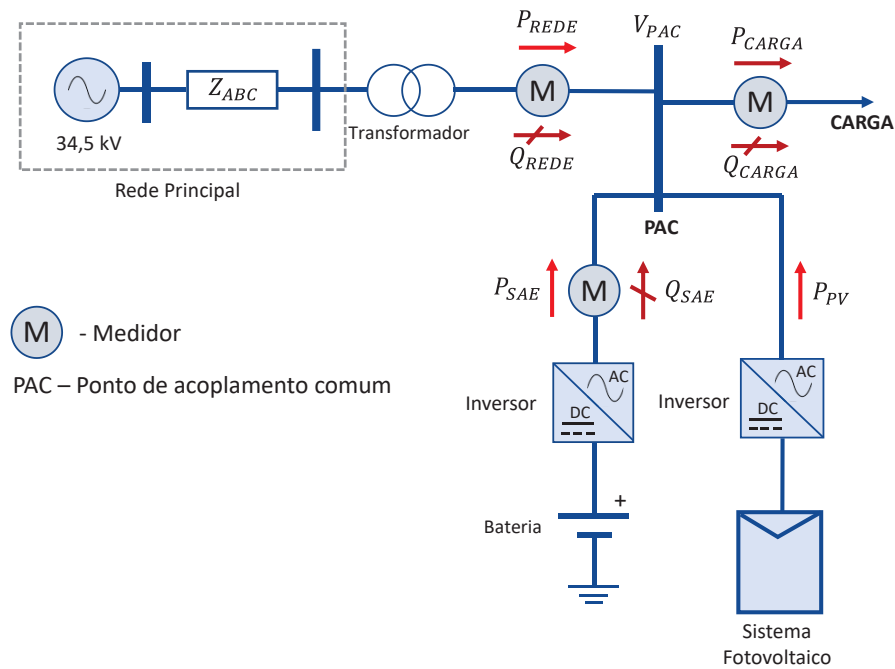 P_REDE
V_PAC
P_CARGA
Z_ABC
M
M
34,5 kV
Transformador
CARGA
Q_REDE
Q_CARGA
Rede Principal
PAC
P_SAE
M
Q_SAE
P_PV
M
- Medidor
PAC – Ponto de acoplamento comum
Inversor
AC
DC
Inversor
AC
DC
+
Bateria
Sistema
Fotovoltaico